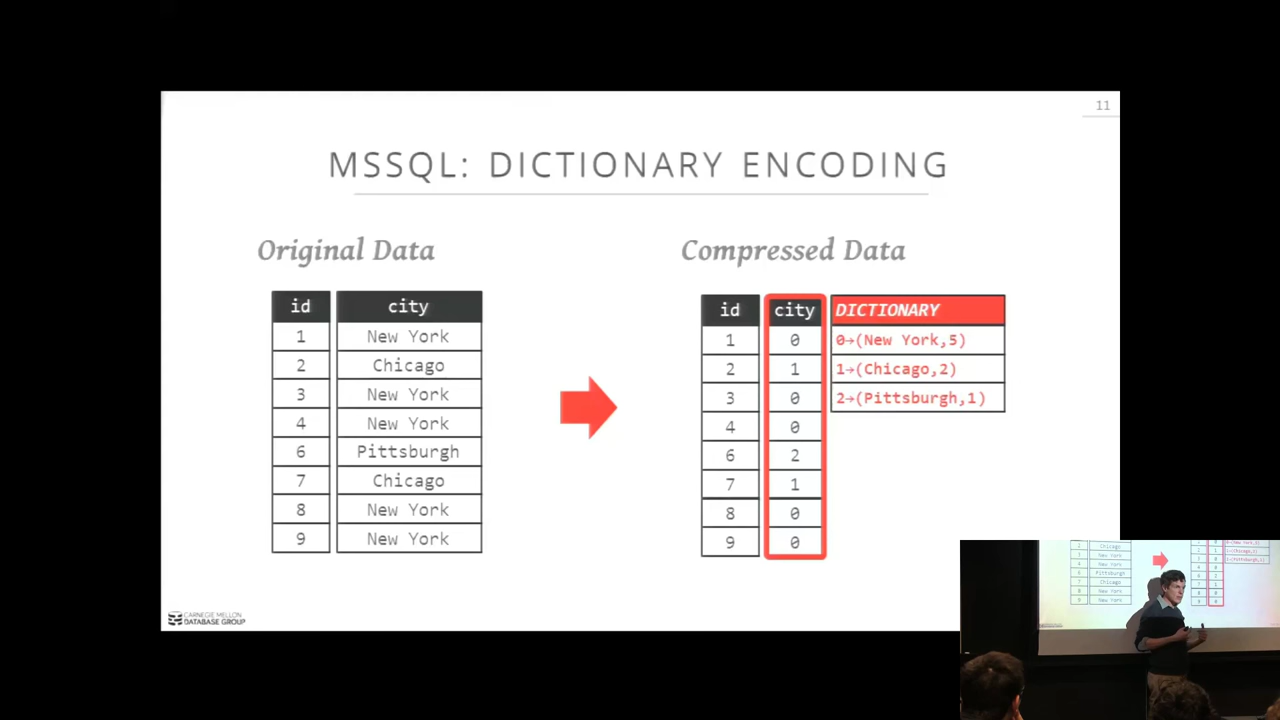 11
MSSQL: DICTIONARY ENCODING
Original Data
id city
1 New York
2 Chicago
3 New York
4 New York
6 Pittsburgh
7 Chicago
8 New York
9 New York
Compressed Data
id city DICTIONARY
1 0 0→(New York,5)
2 1 1→(Chicago,2)
3 0 2→(Pittsburgh,1)
4 0
6 2
7 1
8 0
9 0
CARNEGIE MELLON
DATABASE GROUP